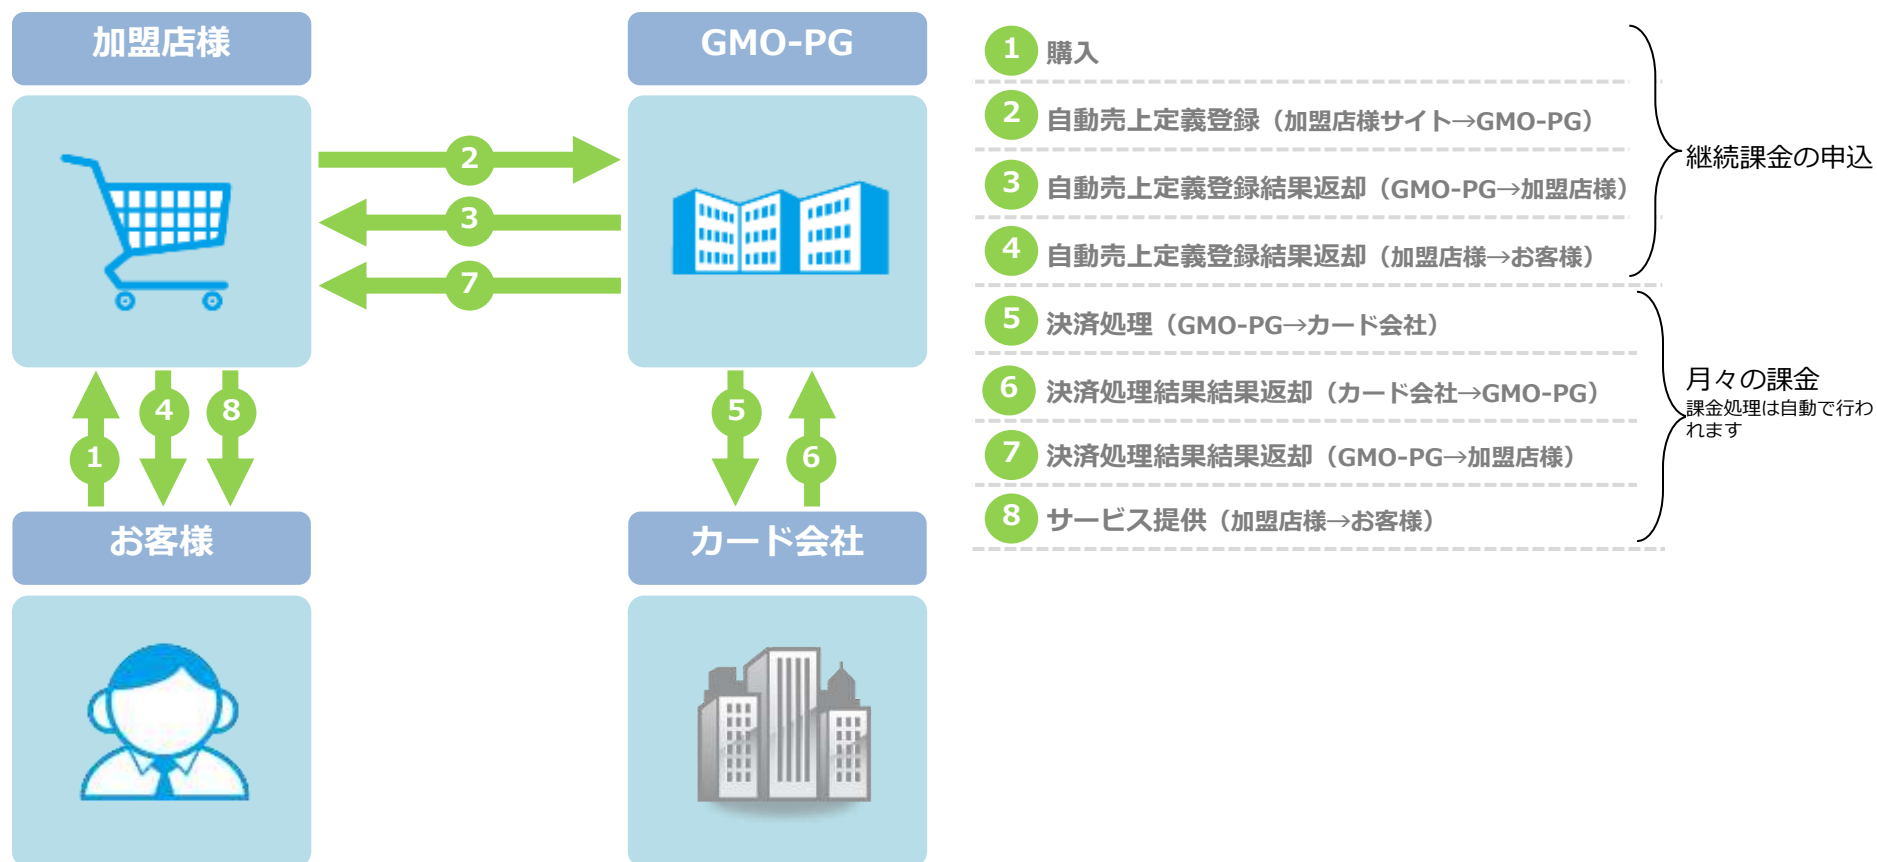 加盟店様
GMO-PG
2
3
7
1
4
8
5
6
お客様
カード会社
1 購入
2 自動売上定義登録（加盟店様サイト→GMO-PG）
3 自動売上定義登録結果返却（GMO-PG→加盟店様）
4 自動売上定義登録結果返却（加盟店様→お客様）
継続課金の申込
5 決済処理（GMO-PG→カード会社）
6 決済処理結果結果返却（カード会社→GMO-PG）
7 決済処理結果結果返却（GMO-PG→加盟店様）
8 サービス提供（加盟店様→お客様）
月々の課金
課金処理は自動で行わ
れます